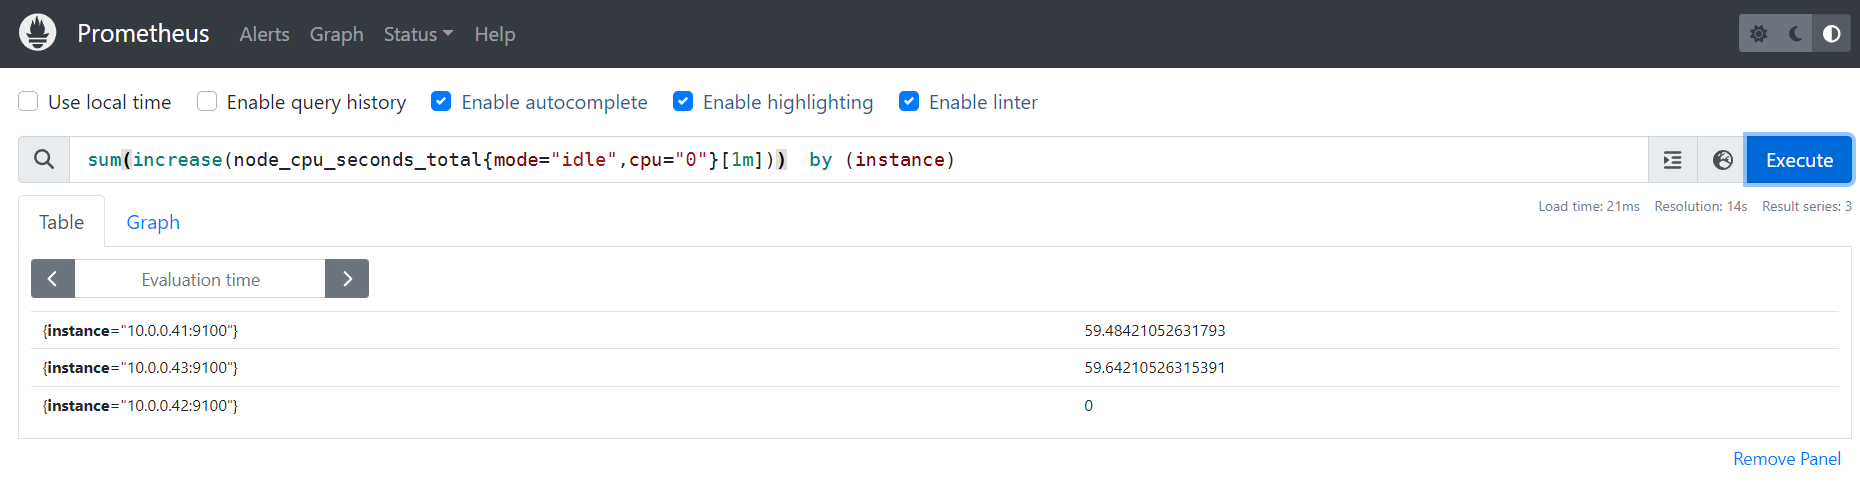 Prometheus Alerts Graph Status Help
Use local time Enable query history Enable autocomplete Enable highlighting Enable linter
sum(increase(node_cpu_seconds_total{mode="idle",cpu="0"}[1m]))  by (instance) Execute
Table Graph Load time: 21ms Resolution: 14s Result series: 3
Evaluation time
{instance="10.0.0.41:9100"} 59.48421052631793
{instance="10.0.0.43:9100"} 59.64210526315391
{instance="10.0.0.42:9100"} 0
Remove Panel